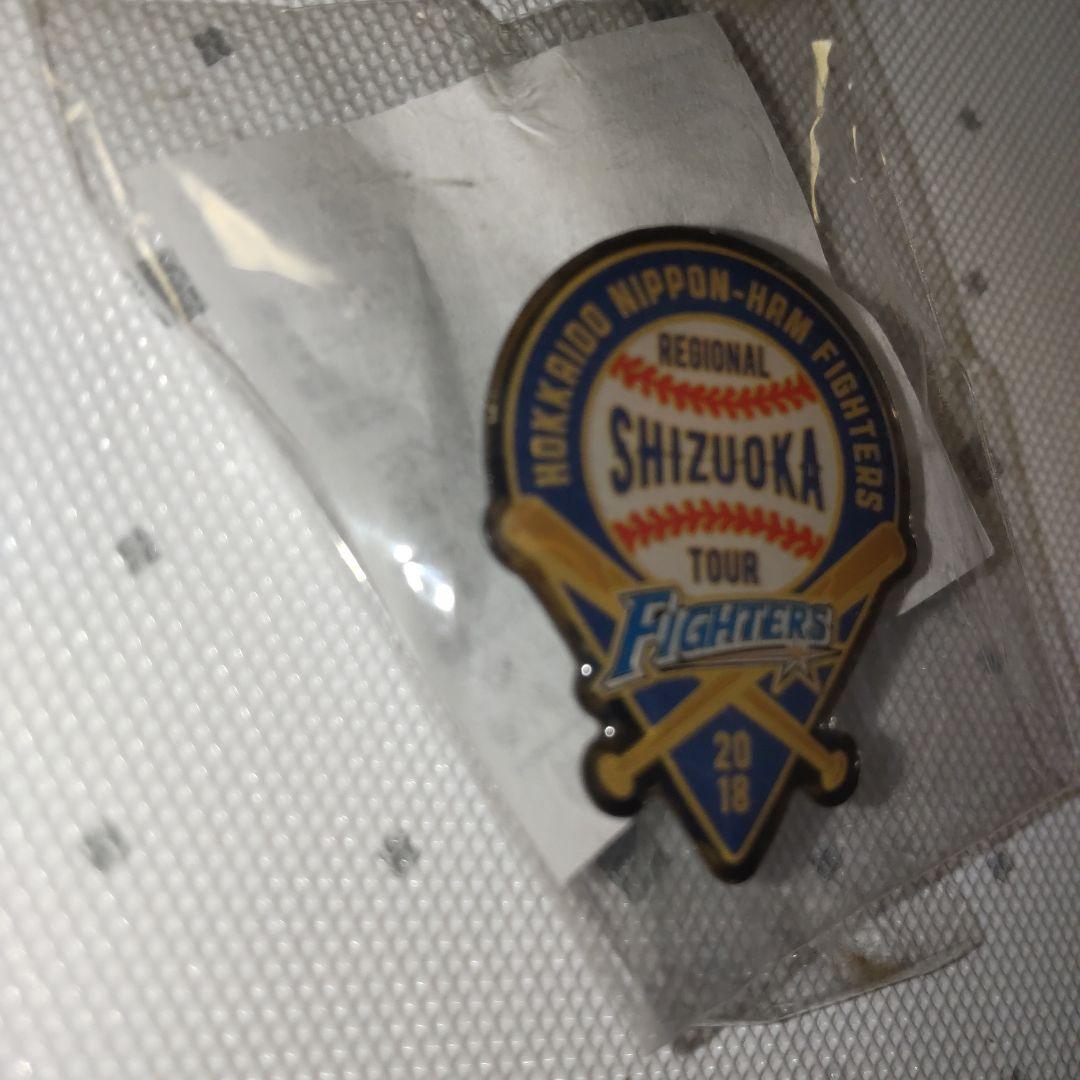 HOKKAIDO NIPPON-HAM FIGHTERS
REGIONAL
SHIZUOKA
TOUR
FIGHTERS
20
18